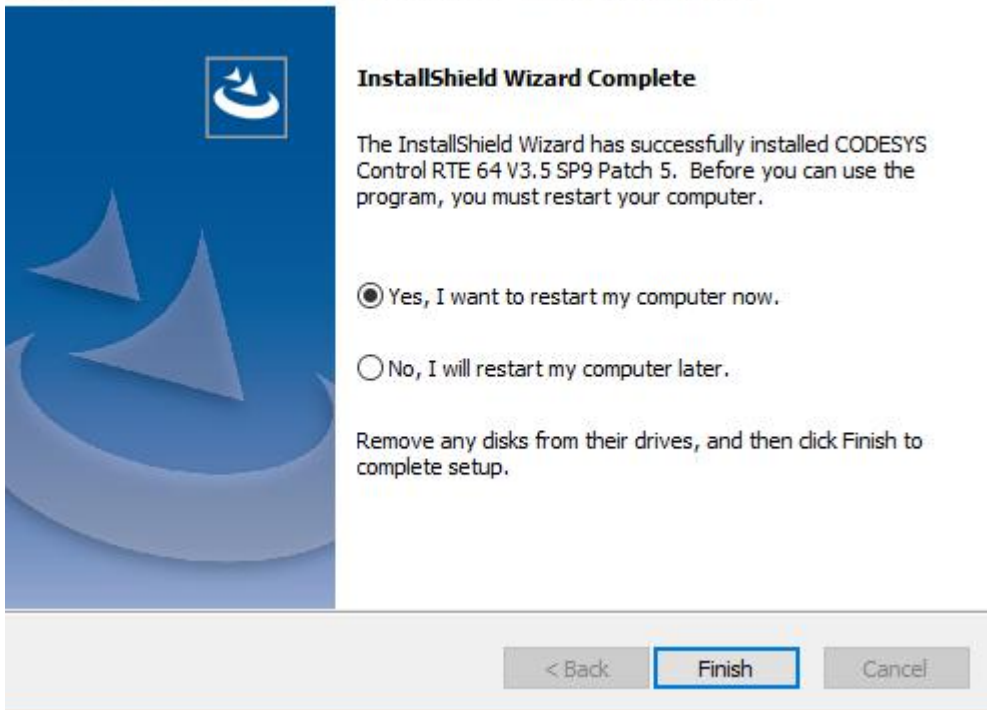 InstallShield Wizard Complete
The InstallShield Wizard has successfully installed CODESYS
Control RTE 64 V3.5 SP9 Patch 5.  Before you can use the
program, you must restart your computer.
Yes, I want to restart my computer now.
No, I will restart my computer later.
Remove any disks from their drives, and then click Finish to
complete setup.
< Back
Finish
Cancel